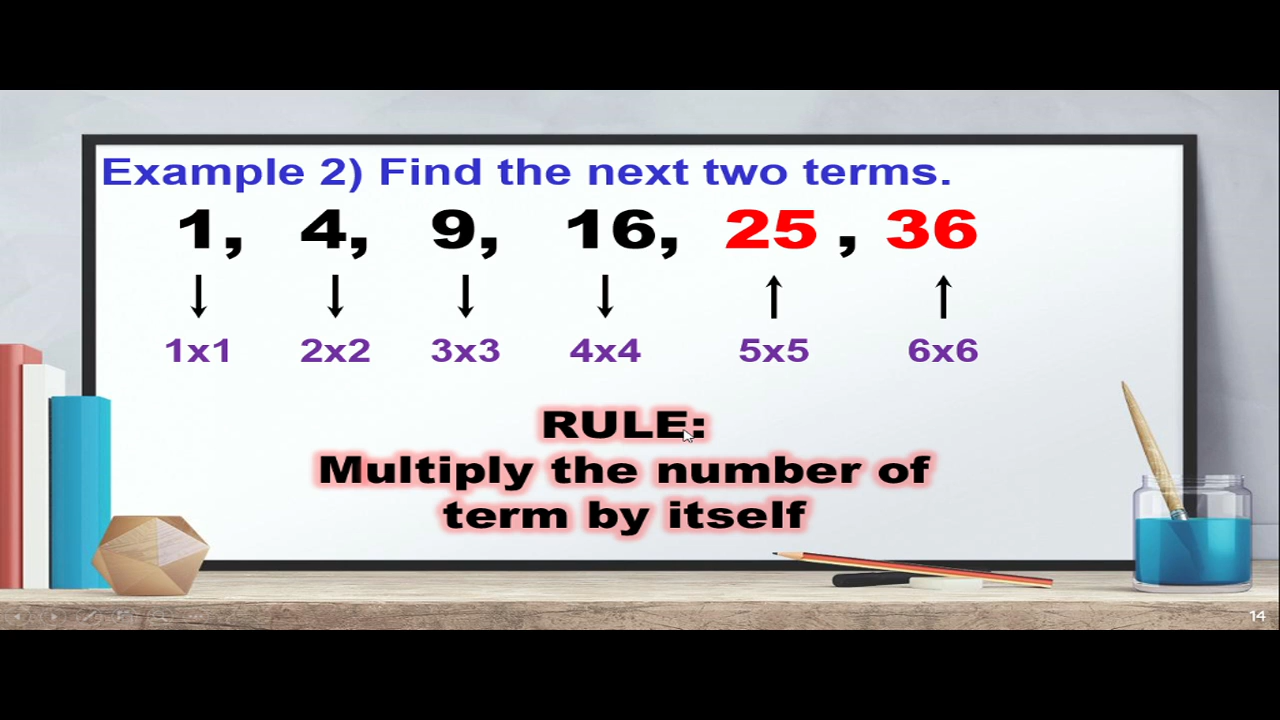 Example 2) Find the next two terms.
1, 4, 9, 16, 25 , 36
1x1 2x2 3x3 4x4 5x5 6x6
RULE:
Multiply the number of
term by itself
14